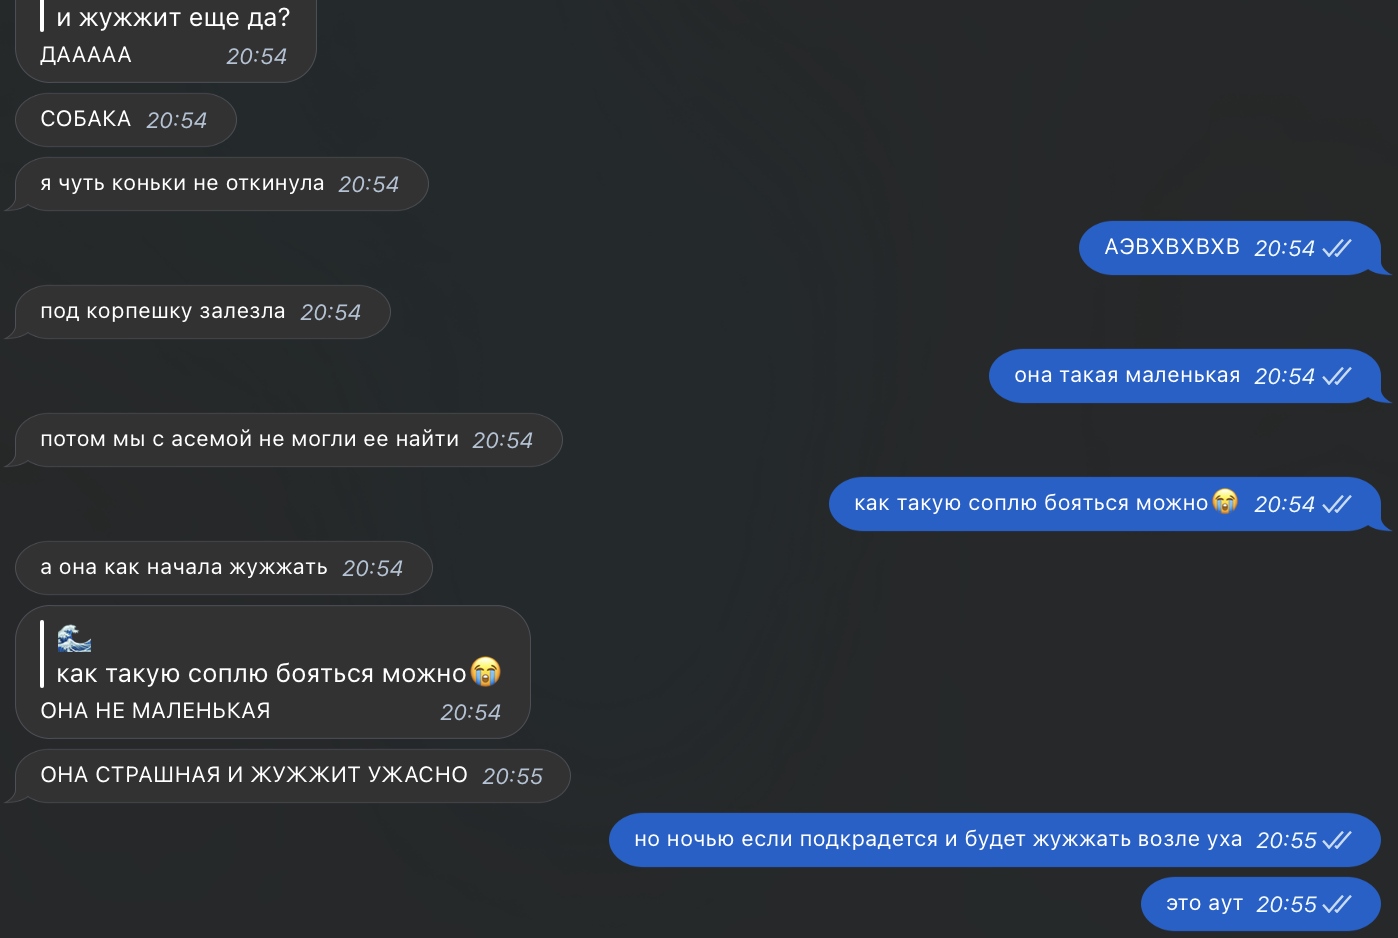 и жужжит еще да?
ДААААА 20:54
СОБАКА 20:54
я чуть коньки не откинула 20:54
АЭВХВХВХВ 20:54
под корпешку залезла 20:54
она такая маленькая 20:54
потом мы с асемой не могли ее найти 20:54
как такую соплю бояться можно😭 20:54
а она как начала жужжать 20:54
🌊
как такую соплю бояться можно😭
ОНА НЕ МАЛЕНЬКАЯ 20:54
ОНА СТРАШНАЯ И ЖУЖЖИТ УЖАСНО 20:55
но ночью если подкрадется и будет жужжать возле уха 20:55
это аут 20:55